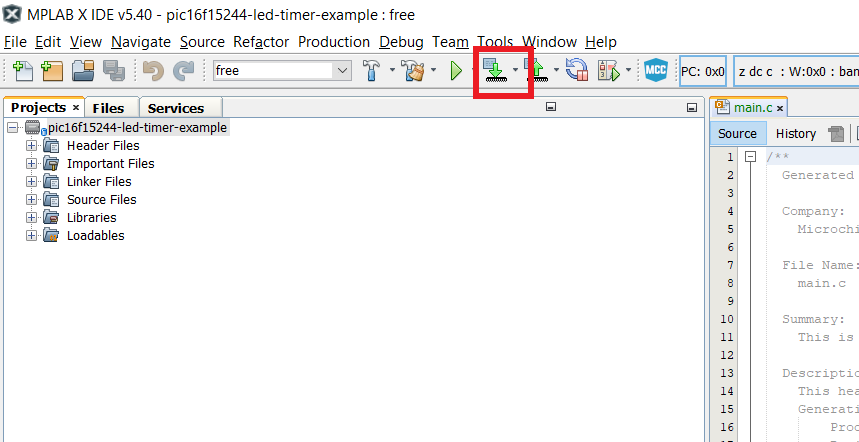 MPLAB X IDE v5.40 - pic16f15244-led-timer-example : free
File Edit View Navigate Source Refactor Production Debug Team Tools Window Help
free MCC PC: 0x0 z dc c : W:0x0 : ban
Projects × Files Services main.c ×
pic16f15244-led-timer-example
Header Files
Important Files
Linker Files
Source Files
Libraries
Loadables
Source History
1 /**
2 Generated
3
4 Company:
5 Microchi
6
7 File Name:
8 main.c
9
10 Summary:
11 This is
12
13 Descriptio
14 This hea
15 Generati
16 Proc